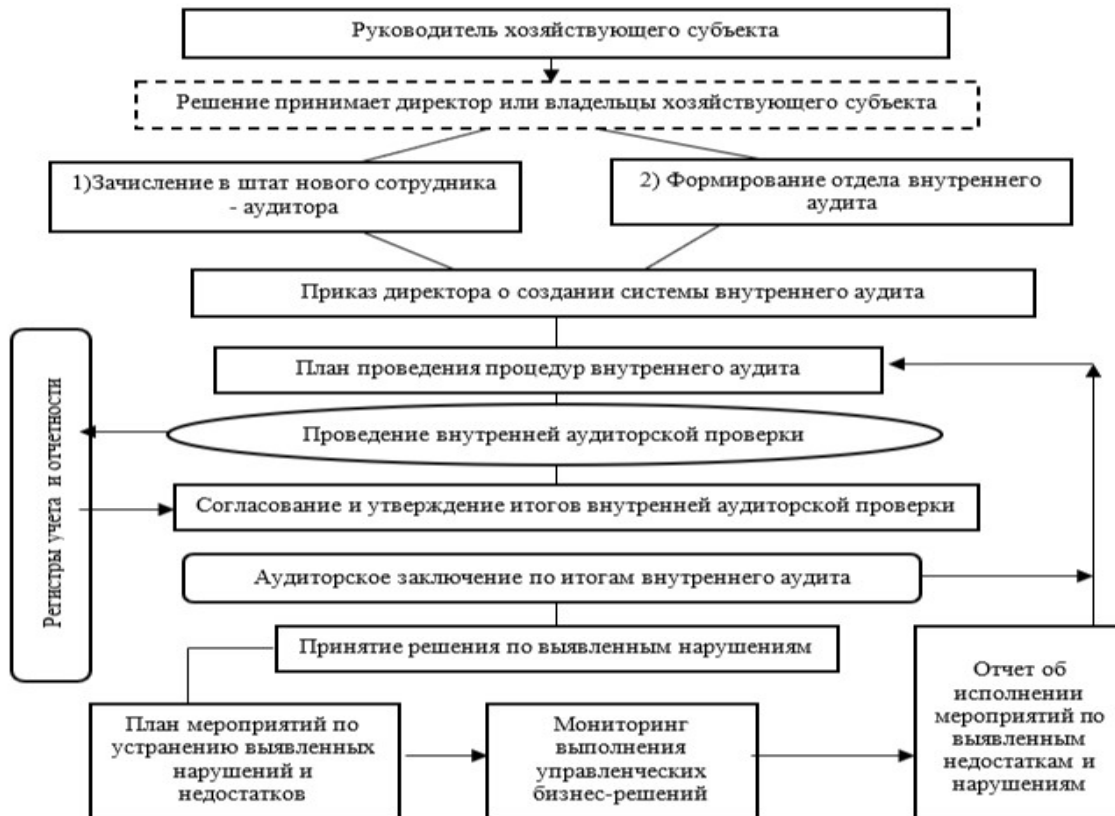 Руководитель хозяйствующего субъекта
Решение принимает директор или владельцы хозяйствующего субъекта
1)Зачисление в штат нового сотрудника
- аудитора
2) Формирование отдела внутреннего
аудита
Приказ директора о создании системы внутреннего аудита
План проведения процедур внутреннего аудита
Проведение внутренней аудиторской проверки
Регистры учета и отчетности
Согласование и утверждение итогов внутренней аудиторской проверки
Аудиторское заключение по итогам внутреннего аудита
Принятие решения по выявленным нарушениям
План мероприятий по
устранению выявленных
нарушений и
недостатков
Мониторинг
выполнения
управленческих
бизнес-решений
Отчет об
исполнении
мероприятий по
выявленным
недостаткам и
нарушениям